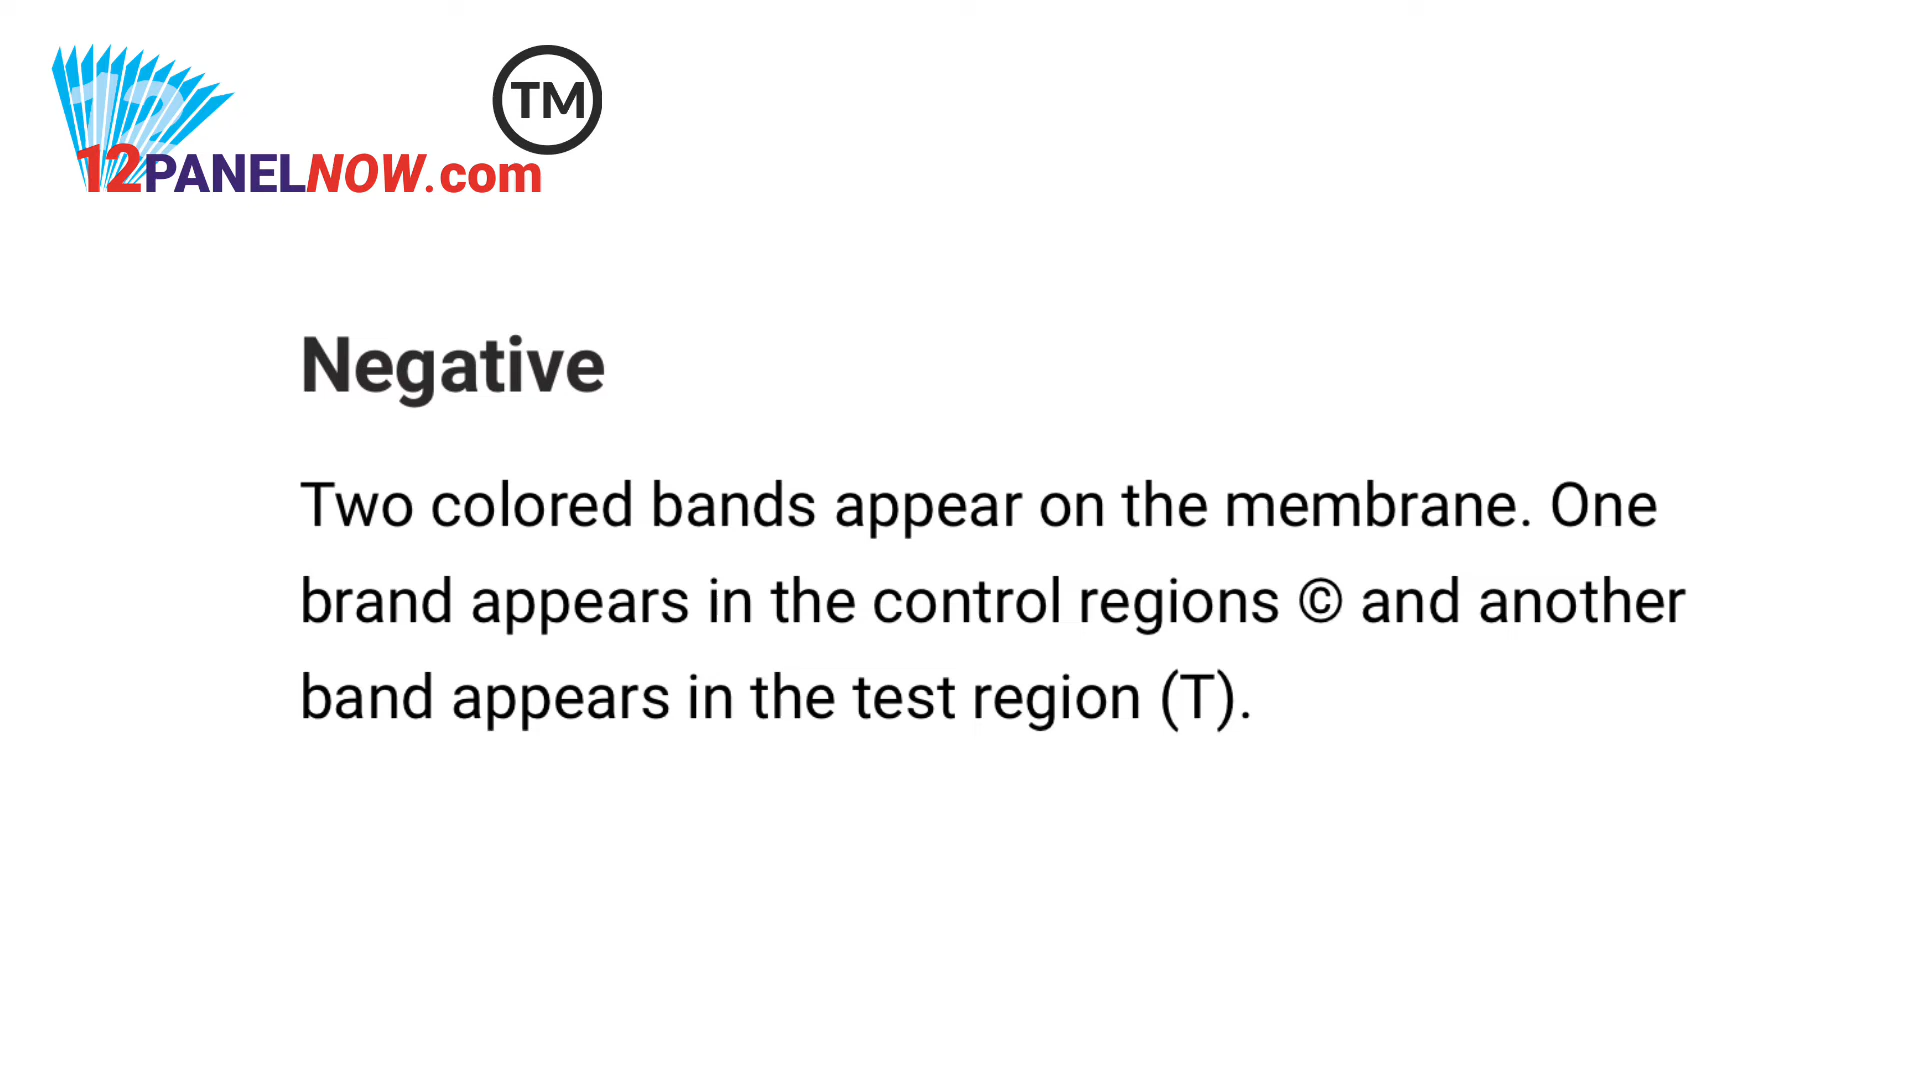 12
TM
12PANELNOW.com
Negative
Two colored bands appear on the membrane. One
brand appears in the control regions © and another
band appears in the test region (T).